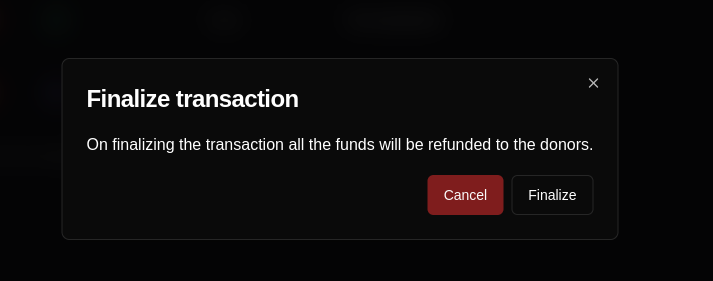 Finalize transaction
On finalizing the transaction all the funds will be refunded to the donors.
Cancel
Finalize